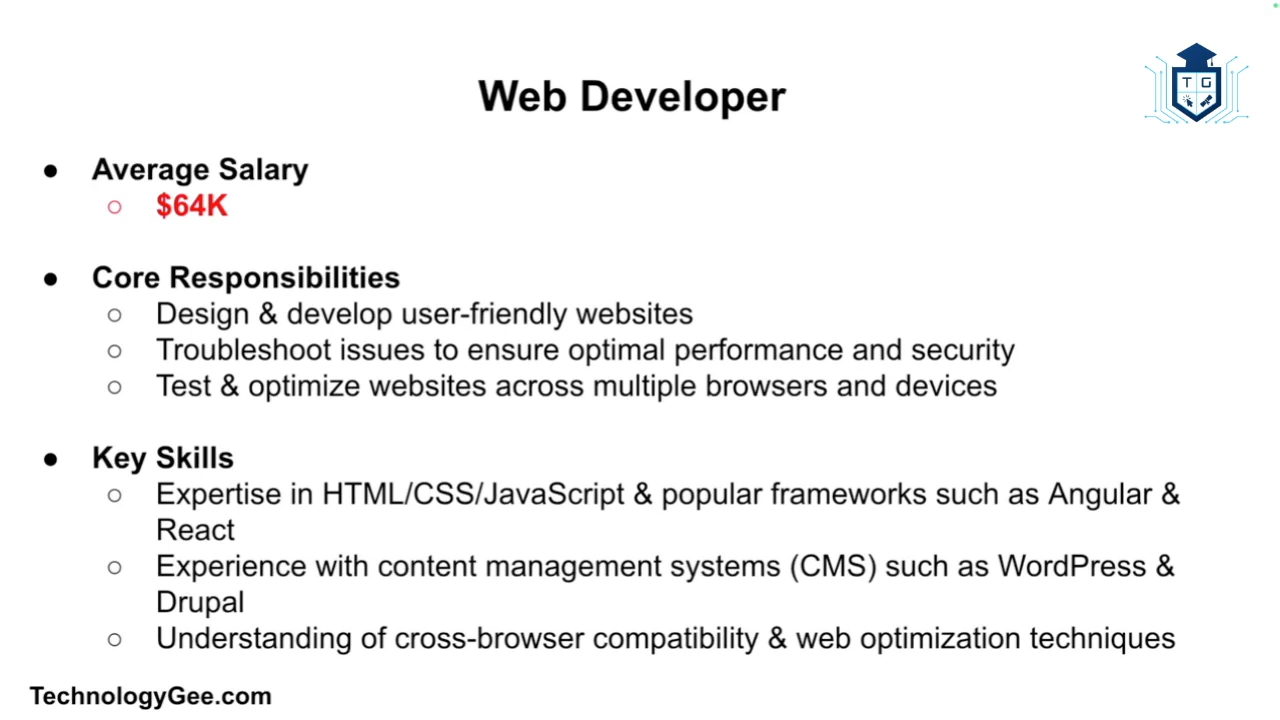 Web Developer
T G
● Average Salary
○ $64K
● Core Responsibilities
○ Design & develop user-friendly websites
○ Troubleshoot issues to ensure optimal performance and security
○ Test & optimize websites across multiple browsers and devices
● Key Skills
○ Expertise in HTML/CSS/JavaScript & popular frameworks such as Angular &
React
○ Experience with content management systems (CMS) such as WordPress &
Drupal
○ Understanding of cross-browser compatibility & web optimization techniques
TechnologyGee.com